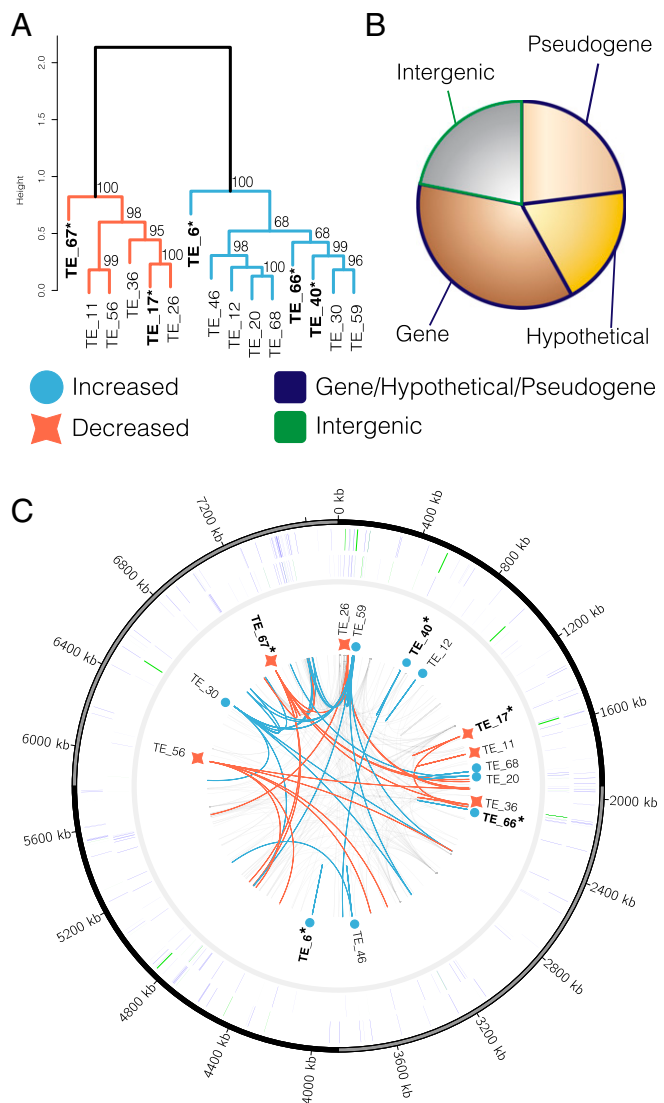 A
Height
0.0
0.5
1.0
1.5
2.0
100
98
95
100
99
100
68
98
100
68
99
96
TE_67*
TE_11
TE_56
TE_36
TE_17*
TE_26
TE_6*
TE_46
TE_12
TE_20
TE_68
TE_66*
TE_40*
TE_30
TE_59
B
Pseudogene
Intergenic
Gene
Hypothetical
Increased
Decreased
Gene/Hypothetical/Pseudogene
Intergenic
C
0 kb
400 kb
800 kb
1200 kb
1600 kb
2000 kb
2400 kb
2800 kb
3200 kb
3600 kb
4000 kb
4400 kb
4800 kb
5200 kb
5600 kb
6000 kb
6400 kb
6800 kb
7200 kb
TE_67*
TE_26
TE_59
TE_40*
TE_12
TE_17*
TE_11
TE_68
TE_20
TE_36
TE_66*
TE_46
TE_6*
TE_56
TE_30